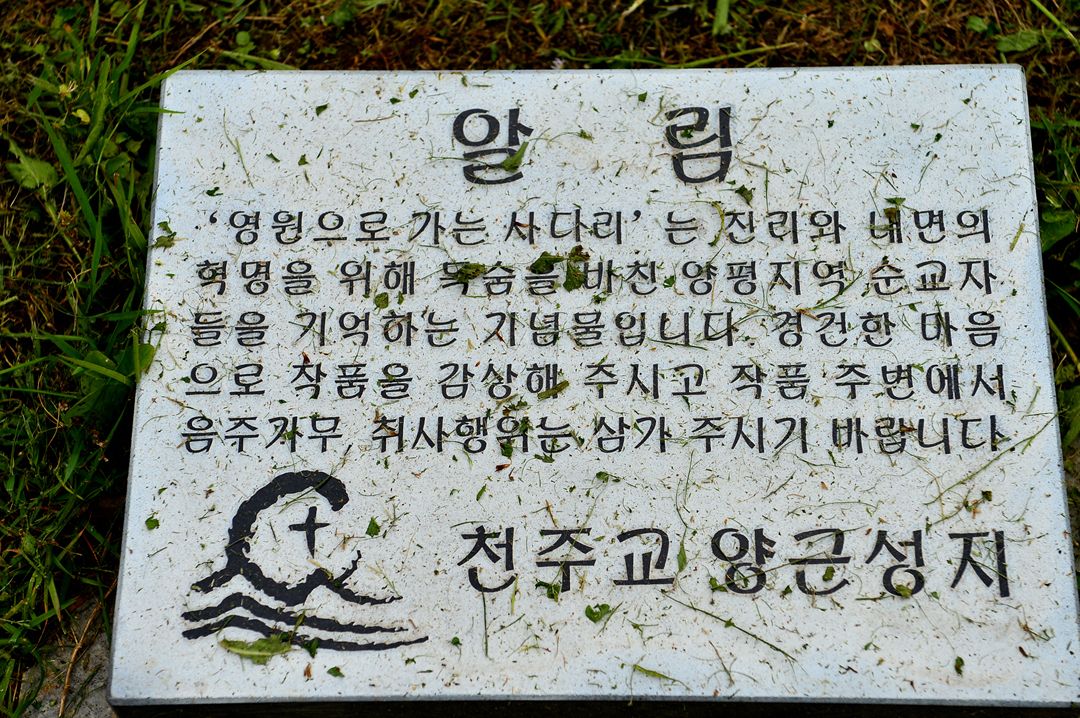 알 림
‘영원으로 가는 사다리’ 는 진리와 내면의
혁명을 위해 목숨을 바친 양평지역 순교자
들을 기억하는 기념물입니다. 경건한 마음
으로 작품을 감상해 주시고 작품 주변에서
음주가무 취사행위는 삼가 주시기 바랍니다.
천주교 양근성지